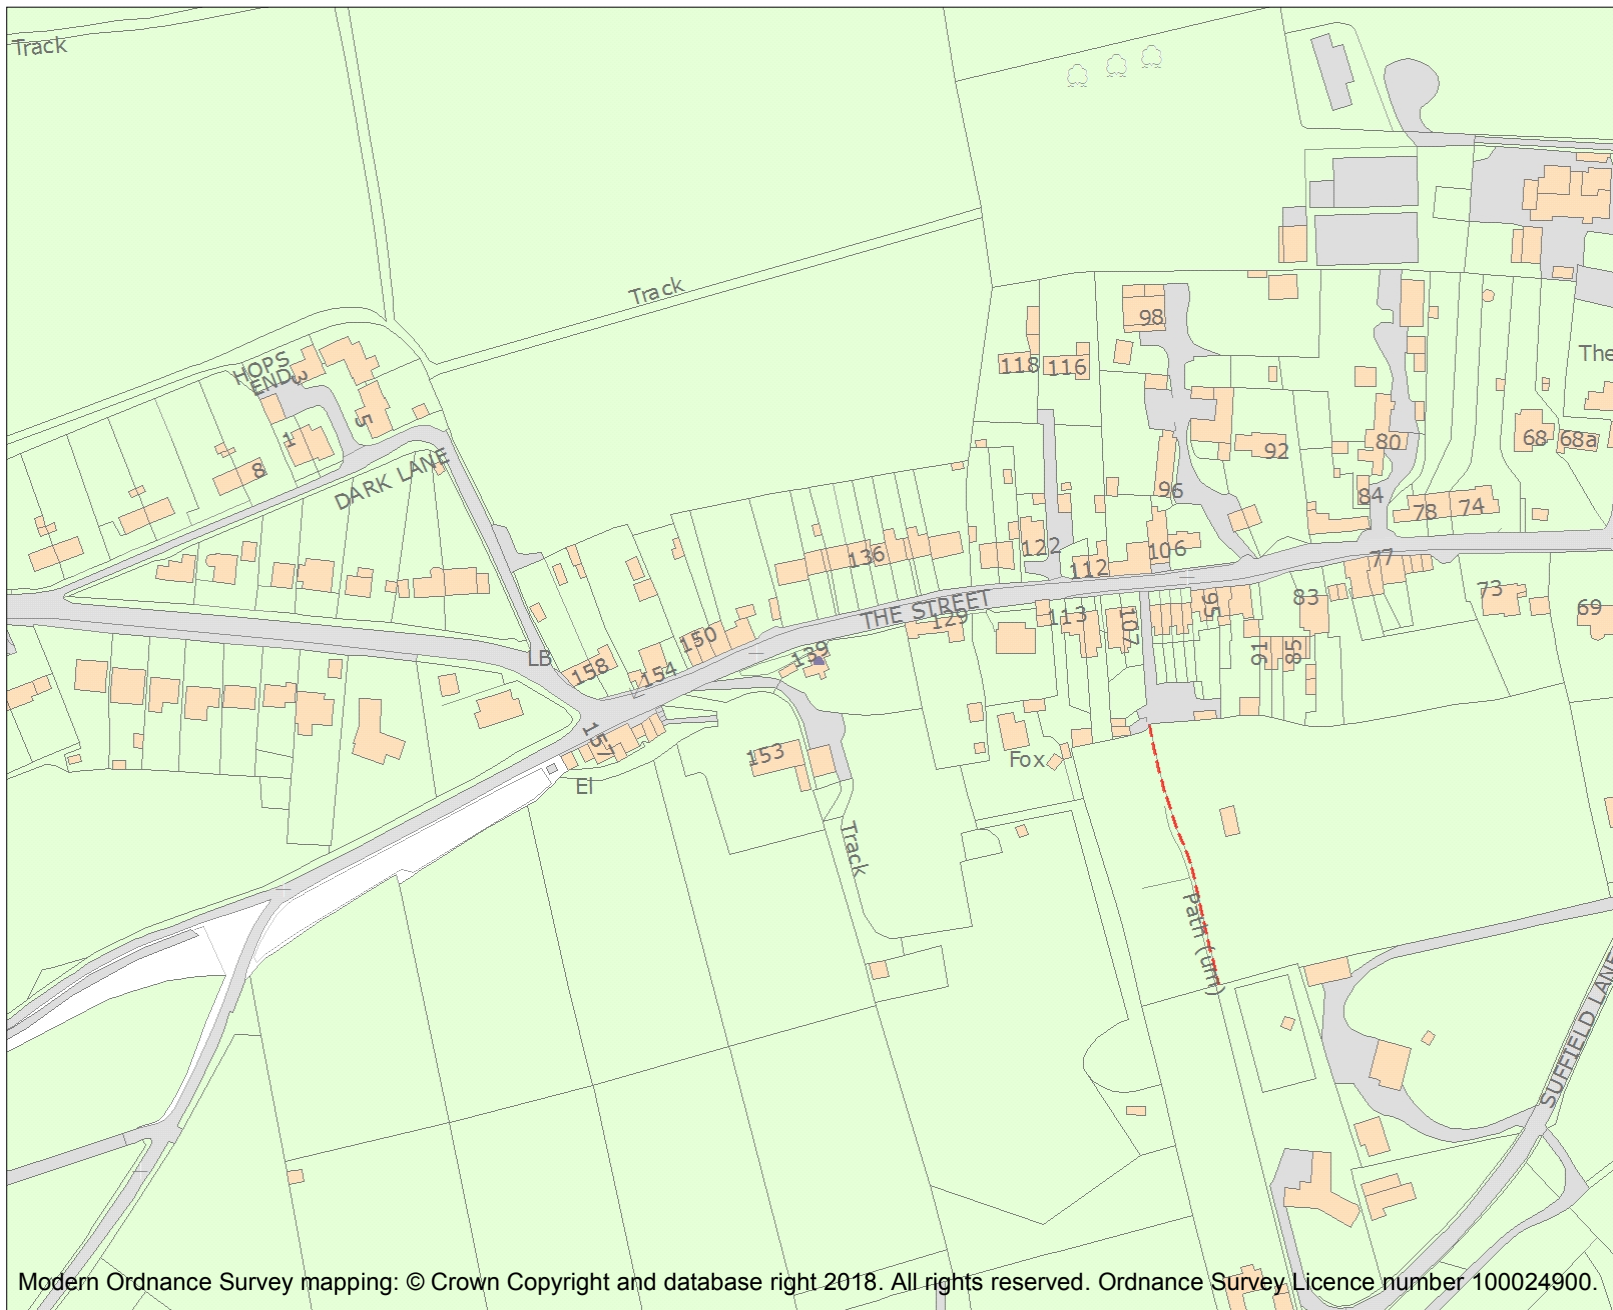 Track
Track
HOPS
END
3
5
1
8
DARK LANE
98
118
116
The
92
80
68
68a
96
84
78
74
122
136
106
112
77
THE STREET
129
113
107
95
83
73
69
91
85
150
139
LB
158
154
157
153
El
Fox
Track
Path (um)
SUFFIELD LANE
Modern Ordnance Survey mapping: © Crown Copyright and database right 2018. All rights reserved. Ordnance Survey Licence number 100024900.